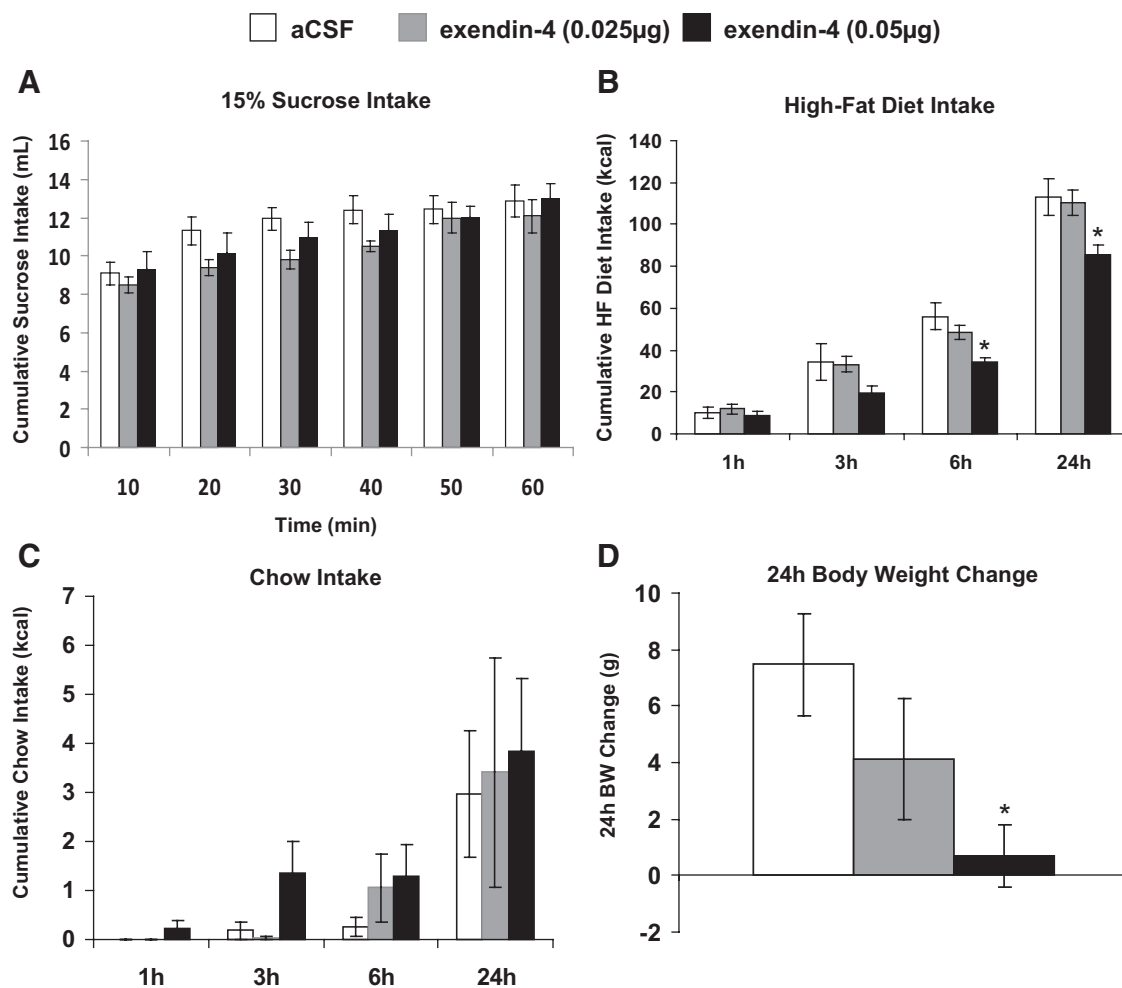 aCSF exendin-4 (0.025µg) exendin-4 (0.05µg)
A
15% Sucrose Intake
Cumulative Sucrose Intake (mL)
16
14
12
10
8
6
4
2
0
10 20 30 40 50 60
Time (min)
B
High-Fat Diet Intake
Cumulative HF Diet Intake (kcal)
140
120
100
80
60
40
20
0
*
*
1h 3h 6h 24h
C
Chow Intake
Cumulative Chow Intake (kcal)
7
6
5
4
3
2
1
0
1h 3h 6h 24h
D
24h Body Weight Change
24h BW Change (g)
10
8
6
4
2
0
-2
*